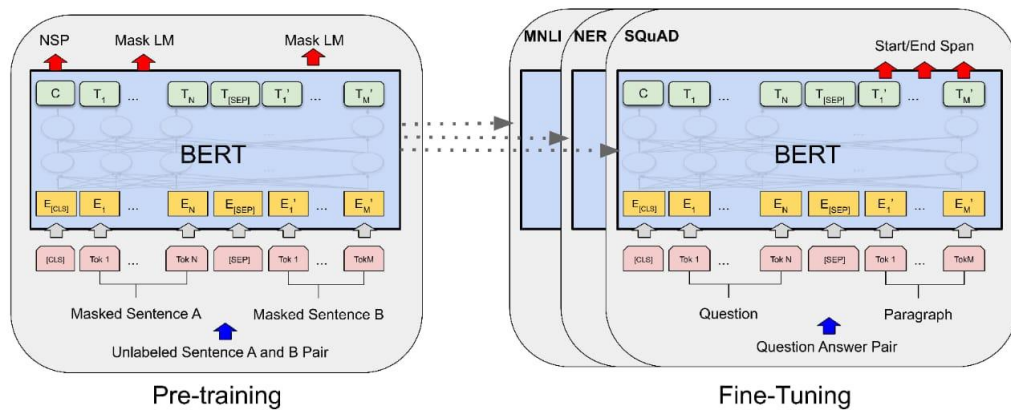 NSP Mask LM Mask LM
C T1 ... TN T[SEP] T1' ... TM'
BERT
E[CLS] E1 ... EN E[SEP] E1' ... EM'
[CLS] Tok 1 ... Tok N [SEP] Tok 1 ... TokM
Masked Sentence A Masked Sentence B
Unlabeled Sentence A and B Pair
Pre-training
MNLI NER SQuAD
Start/End Span
C T1 ... TN T[SEP] T1' ... TM'
BERT
E[CLS] E1 ... EN E[SEP] E1' ... EM'
[CLS] Tok 1 ... Tok N [SEP] Tok 1 ... TokM
Question Paragraph
Question Answer Pair
Fine-Tuning